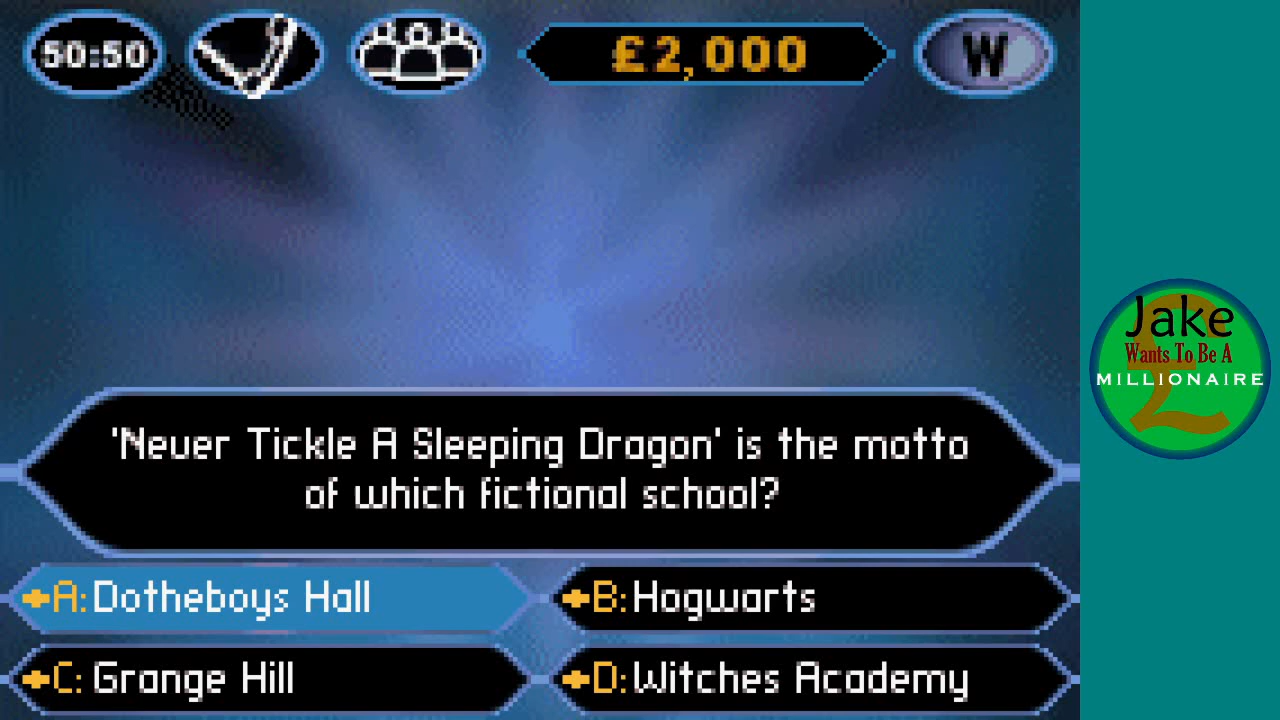 50:50
£2,000
W
'Never Tickle A Sleeping Dragon' is the motto
of which fictional school?
A: Dotheboys Hall
B: Hogwarts
C: Grange Hill
D: Witches Academy
Jake
Wants To Be A
MILLIONAIRE
£